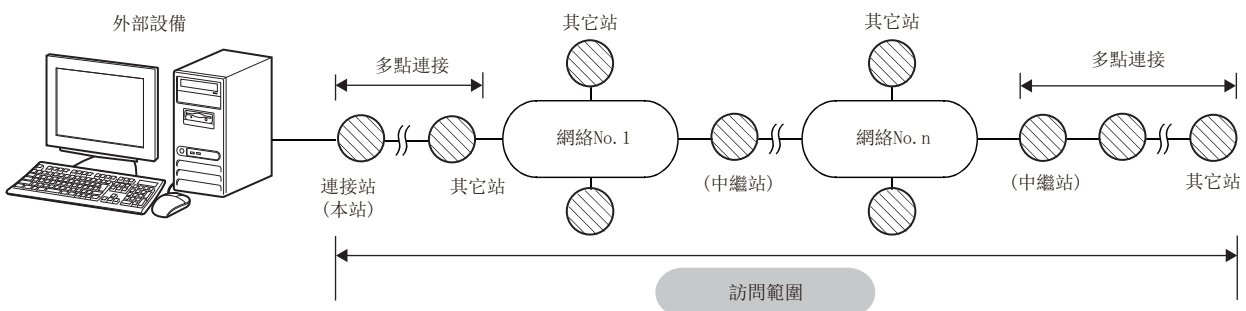 外部設備
其它站
其它站
多點連接
多點連接
網絡No. 1
網絡No. n
連接站
(本站)
其它站
(中繼站)
(中繼站)
其它站
訪問範圍